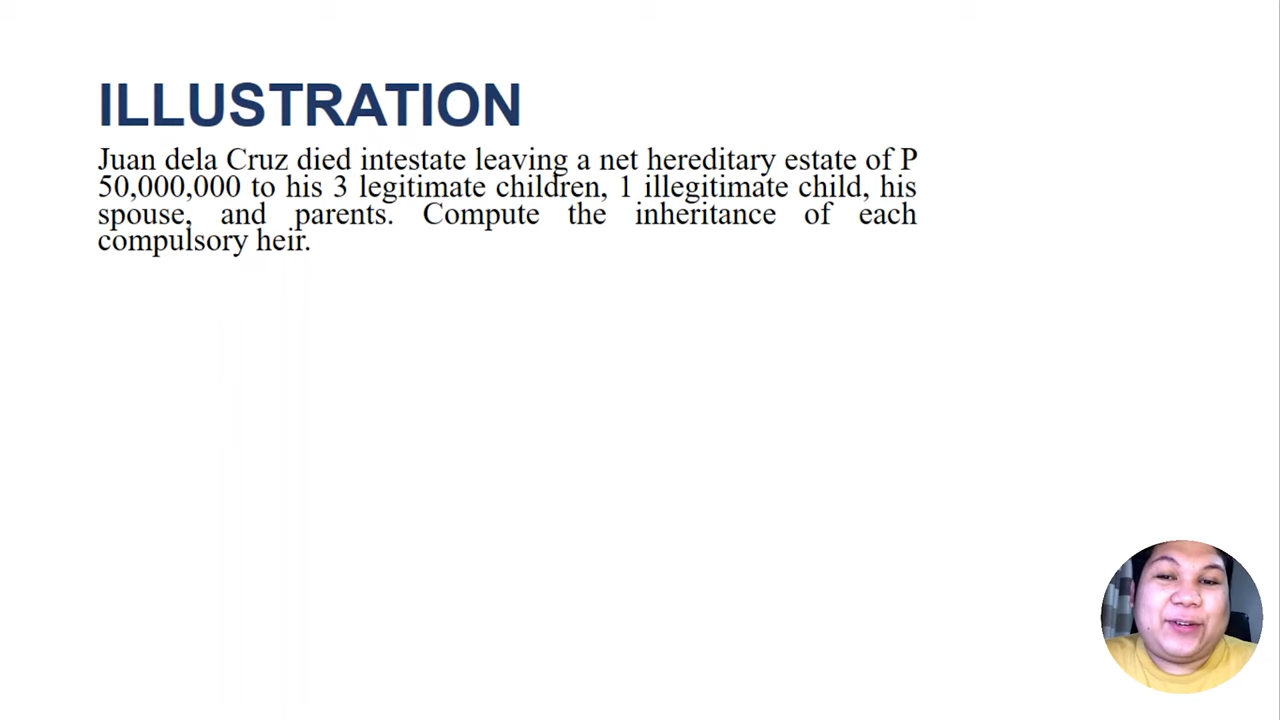 ILLUSTRATION
Juan dela Cruz died intestate leaving a net hereditary estate of P
50,000,000 to his 3 legitimate children, 1 illegitimate child, his
spouse, and parents. Compute the inheritance of each
compulsory heir.